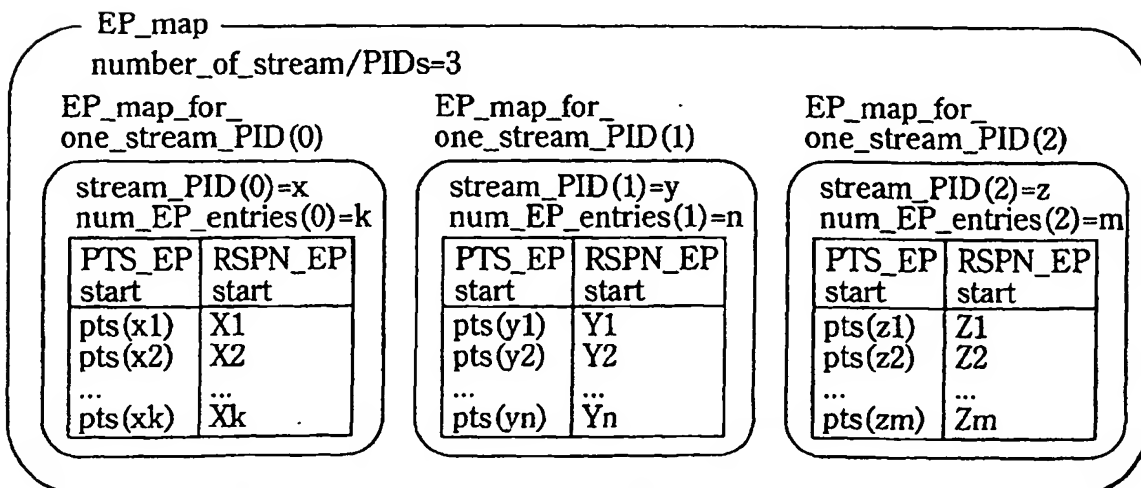 EP_map
number_of_stream/PIDs=3
EP_map_for_
one_stream_PID(0)
stream_PID(0)=x
num_EP_entries(0)=k
PTS_EP RSPN_EP
start start
pts(x1) X1
pts(x2) X2
... ...
pts(xk) Xk
EP_map_for_
one_stream_PID(1)
stream_PID(1)=y
num_EP_entries(1)=n
PTS_EP RSPN_EP
start start
pts(y1) Y1
pts(y2) Y2
... ...
pts(yn) Yn
EP_map_for_
one_stream_PID(2)
stream_PID(2)=z
num_EP_entries(2)=m
PTS_EP RSPN_EP
start start
pts(z1) Z1
pts(z2) Z2
... ...
pts(zm) Zm